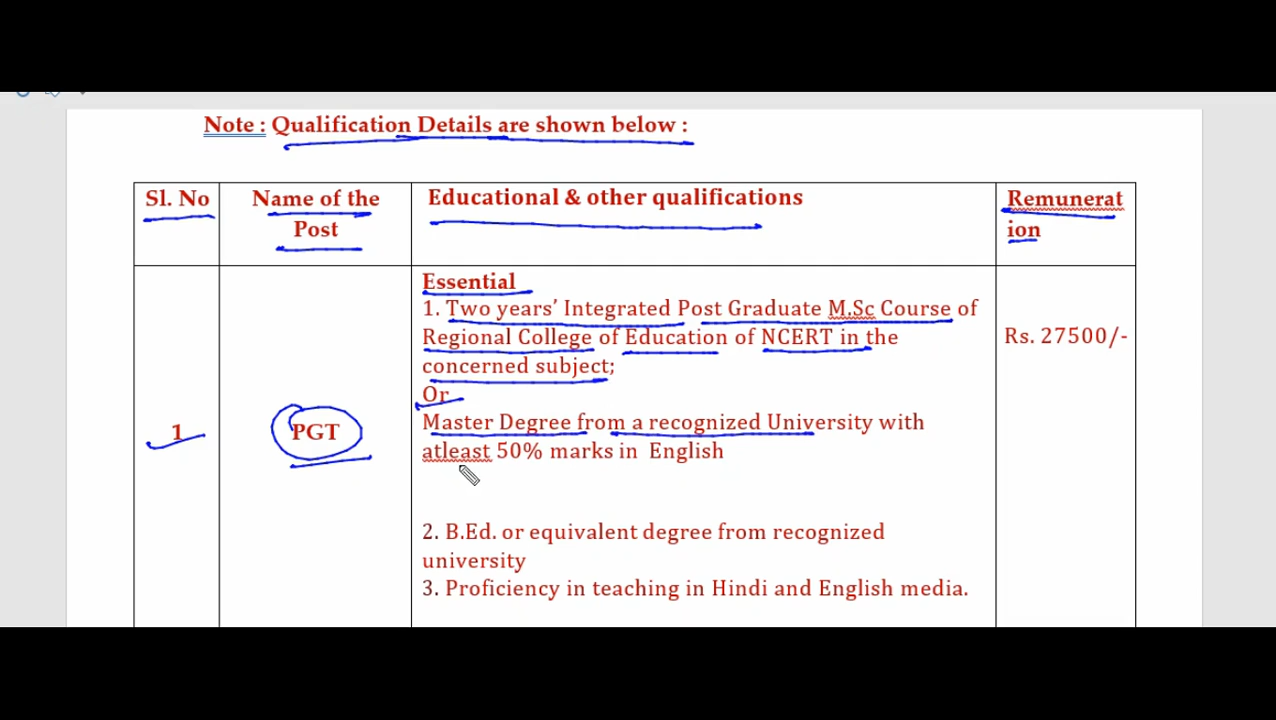 Note : Qualification Details are shown below :
Sl. No
Name of the
Post
Educational & other qualifications
Remunerat
ion
1
PGT
Essential
1. Two years’ Integrated Post Graduate M.Sc Course of
Regional College of Education of NCERT in the
concerned subject;
Or
Master Degree from a recognized University with
atleast 50% marks in English
2. B.Ed. or equivalent degree from recognized
university
3. Proficiency in teaching in Hindi and English media.
Rs. 27500/-